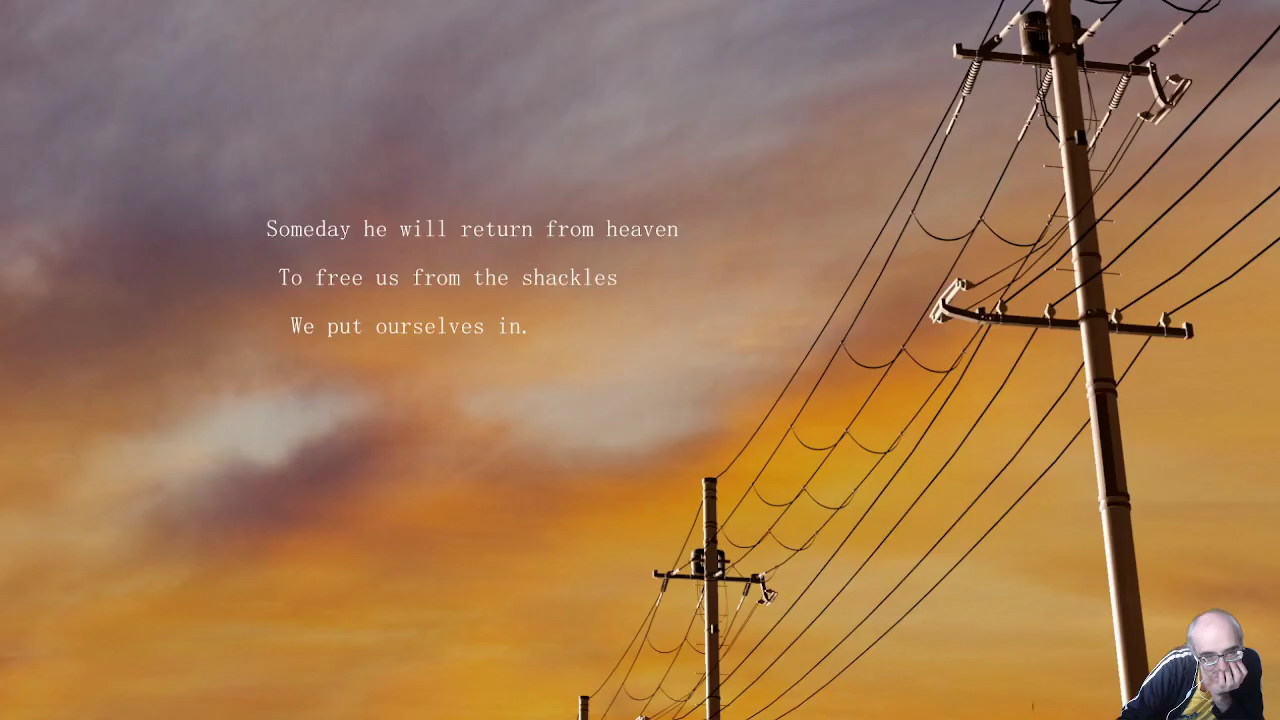 Someday he will return from heaven
To free us from the shackles
We put ourselves in.